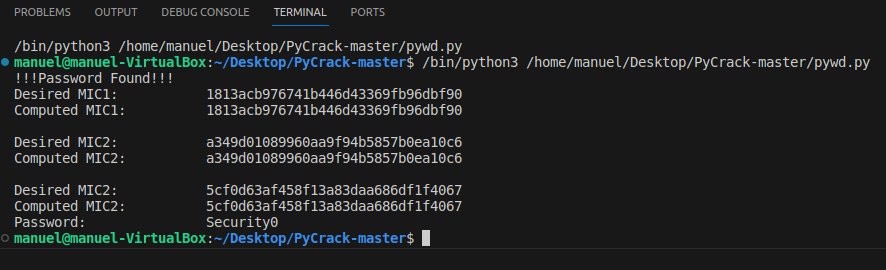 PROBLEMS OUTPUT DEBUG CONSOLE TERMINAL PORTS
/bin/python3 /home/manuel/Desktop/PyCrack-master/pywd.py
manuel@manuel-VirtualBox:~/Desktop/PyCrack-master$ /bin/python3 /home/manuel/Desktop/PyCrack-master/pywd.py
!!!Password Found!!!
Desired MIC1: 1813acb976741b446d43369fb96dbf90
Computed MIC1: 1813acb976741b446d43369fb96dbf90
Desired MIC2: a349d01089960aa9f94b5857b0ea10c6
Computed MIC2: a349d01089960aa9f94b5857b0ea10c6
Desired MIC2: 5cf0d63af458f13a83daa686df1f4067
Computed MIC2: 5cf0d63af458f13a83daa686df1f4067
Password: Security0
manuel@manuel-VirtualBox:~/Desktop/PyCrack-master$